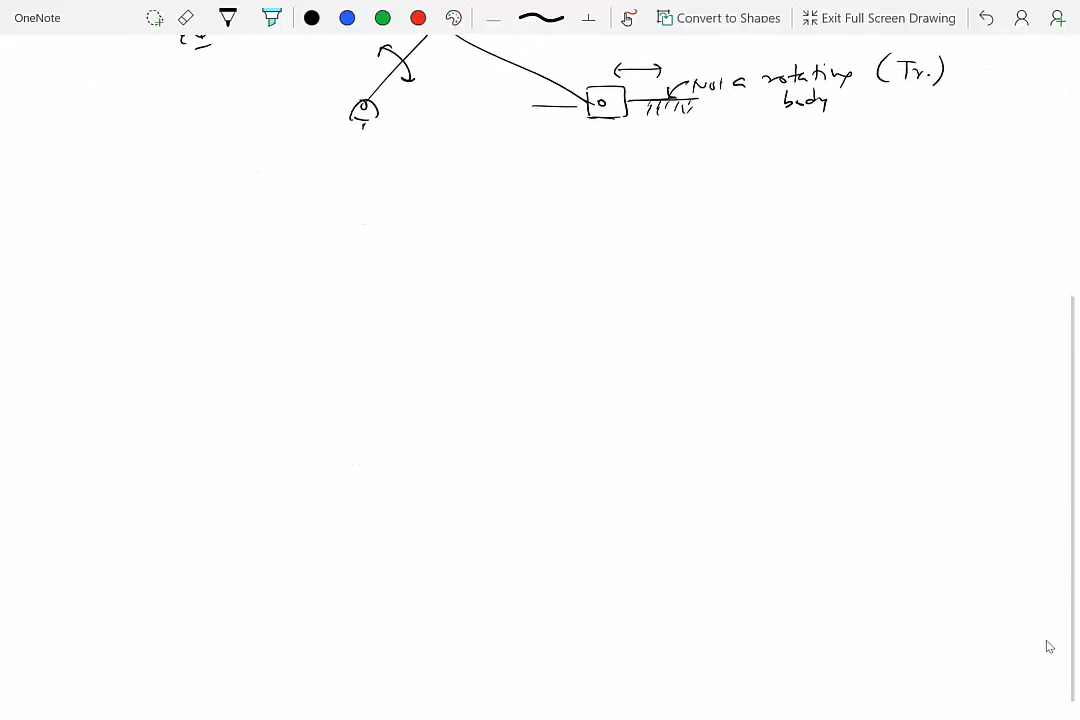 OneNote
Convert to Shapes
Exit Full Screen Drawing
Not a rotating (Tr.)
body